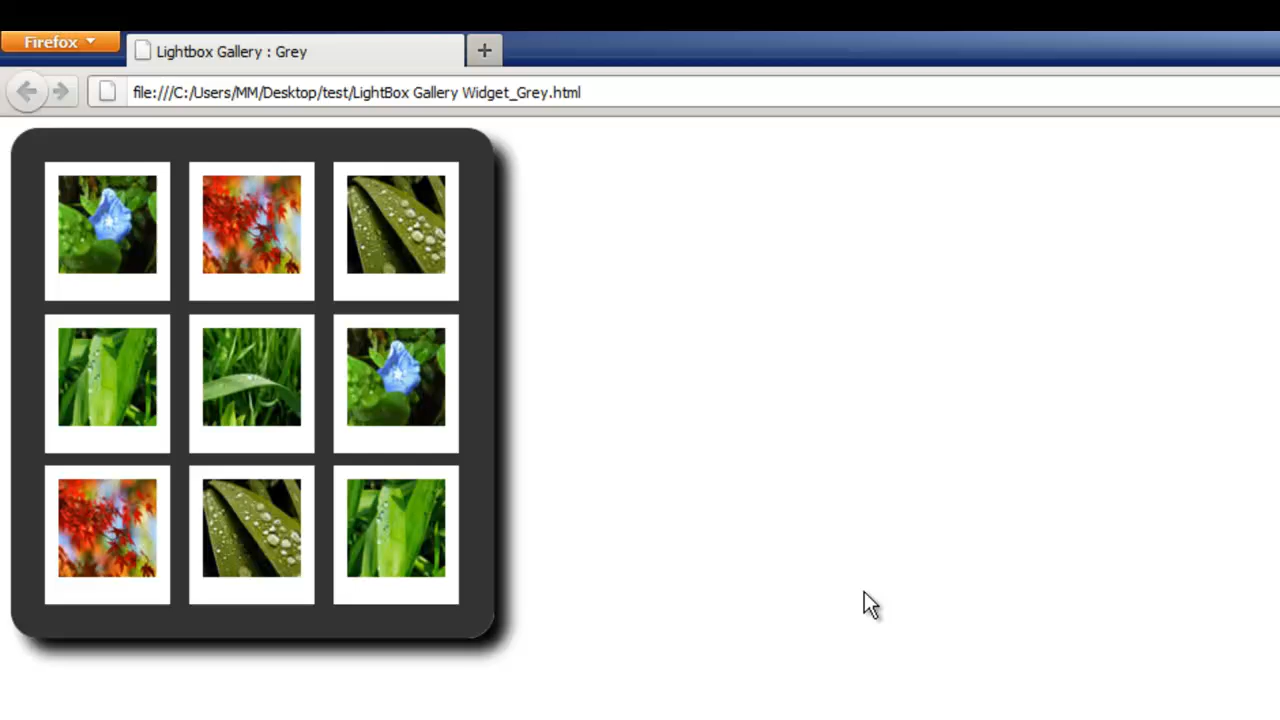 Firefox
Lightbox Gallery : Grey
file:///C:/Users/MM/Desktop/test/LightBox Gallery Widget_Grey.html